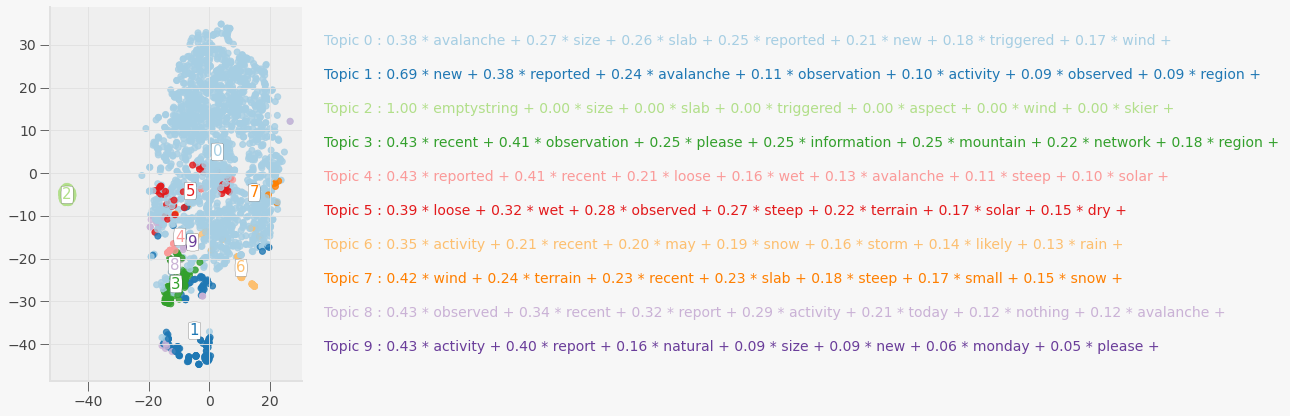 Topic 0 : 0.38 * avalanche + 0.27 * size + 0.26 * slab + 0.25 * reported + 0.21 * new + 0.18 * triggered + 0.17 * wind +
Topic 1 : 0.69 * new + 0.38 * reported + 0.24 * avalanche + 0.11 * observation + 0.10 * activity + 0.09 * observed + 0.09 * region +
Topic 2 : 1.00 * emptystring + 0.00 * size + 0.00 * slab + 0.00 * triggered + 0.00 * aspect + 0.00 * wind + 0.00 * skier +
Topic 3 : 0.43 * recent + 0.41 * observation + 0.25 * please + 0.25 * information + 0.25 * mountain + 0.22 * network + 0.18 * region +
Topic 4 : 0.43 * reported + 0.41 * recent + 0.21 * loose + 0.16 * wet + 0.13 * avalanche + 0.11 * steep + 0.10 * solar +
Topic 5 : 0.39 * loose + 0.32 * wet + 0.28 * observed + 0.27 * steep + 0.22 * terrain + 0.17 * solar + 0.15 * dry +
Topic 6 : 0.35 * activity + 0.21 * recent + 0.20 * may + 0.19 * snow + 0.16 * storm + 0.14 * likely + 0.13 * rain +
Topic 7 : 0.42 * wind + 0.24 * terrain + 0.23 * recent + 0.23 * slab + 0.18 * steep + 0.17 * small + 0.15 * snow +
Topic 8 : 0.43 * observed + 0.34 * recent + 0.32 * report + 0.29 * activity + 0.21 * today + 0.12 * nothing + 0.12 * avalanche +
Topic 9 : 0.43 * activity + 0.40 * report + 0.16 * natural + 0.09 * size + 0.09 * new + 0.06 * monday + 0.05 * please +
30
20
10
0
−10
−20
−30
−40
−40 −20 0 20
0
2
5
7
4
9
8
6
3
1